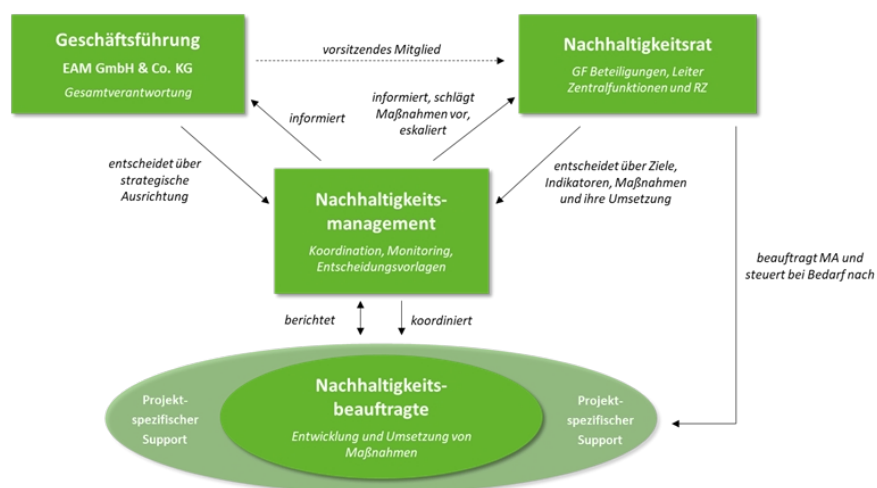 Geschäftsführung
EAM GmbH & Co. KG
Gesamtverantwortung
vorsitzendes Mitglied
Nachhaltigkeitsrat
GF Beteiligungen, Leiter
Zentralfunktionen und RZ
informiert
informiert, schlägt
Maßnahmen vor,
eskaliert
entscheidet über
strategische
Ausrichtung
entscheidet über Ziele,
Indikatoren, Maßnahmen
und ihre Umsetzung
Nachhaltigkeits-
management
Koordination, Monitoring,
Entscheidungsvorlagen
beauftragt MA und
steuert bei Bedarf nach
berichtet
koordiniert
Projekt-
spezifischer
Support
Nachhaltigkeits-
beauftragte
Entwicklung und Umsetzung von
Maßnahmen
Projekt-
spezifischer
Support